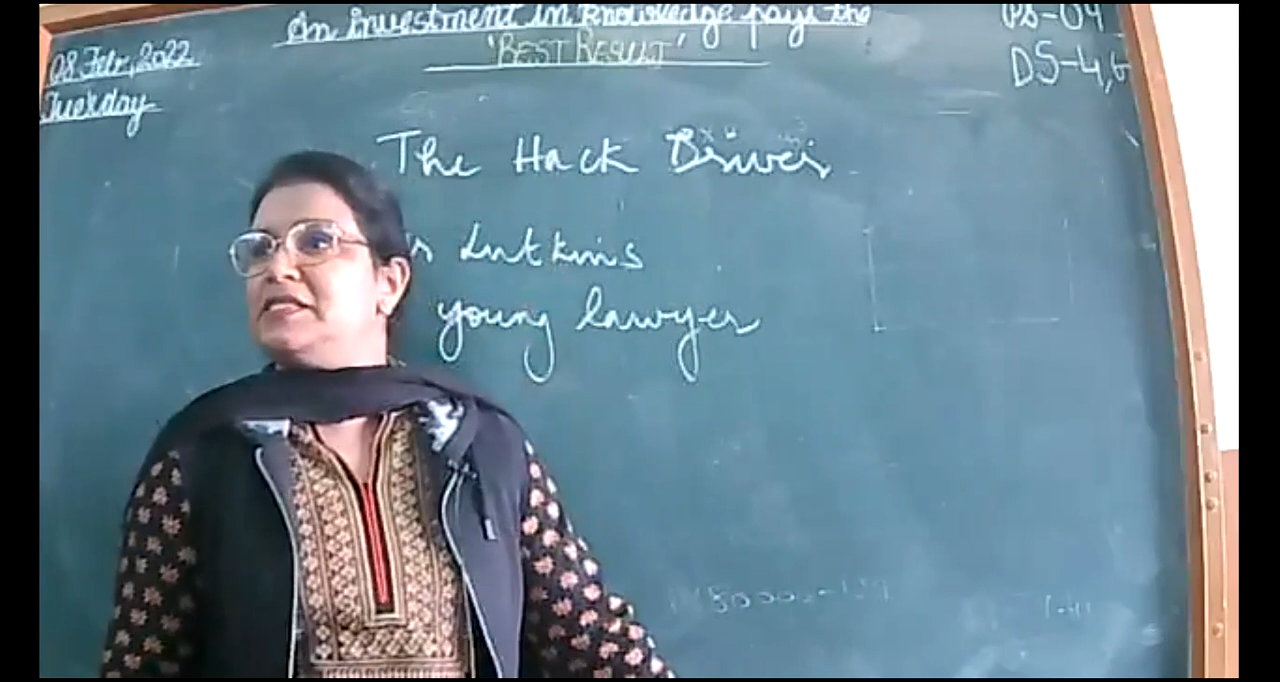 An Investment in knowledge pays the
'BEST RESULT'
08 Febr, 2022
Tuesday
DS-4,6
The Hack Driver
Lutkins
young lawyer